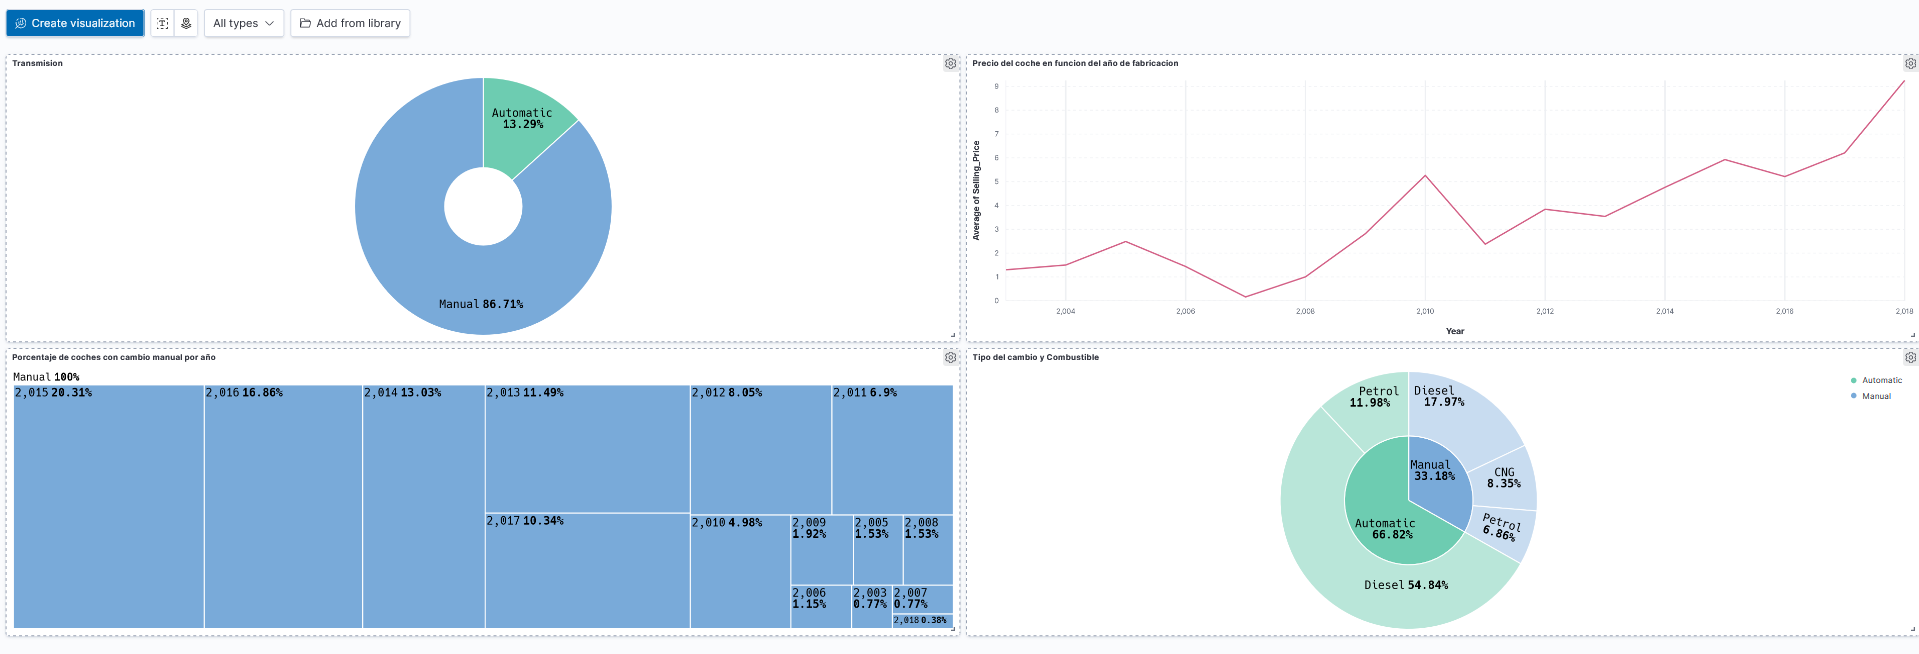 Create visualization
All types
Add from library
Transmision
Automatic
13.29%
Manual 86.71%
Precio del coche en funcion del año de fabricacion
Average of Selling_Price
9
8
7
6
5
4
3
2
1
0
2,004
2,006
2,008
2,010
2,012
2,014
2,016
2,018
Year
Porcentaje de coches con cambio manual por año
Manual 100%
2,015 20.31%
2,016 16.86%
2,014 13.03%
2,013 11.49%
2,012 8.05%
2,011 6.9%
2,017 10.34%
2,010 4.98%
2,009
1.92%
2,005
1.53%
2,008
1.53%
2,006
1.15%
2,003
0.77%
2,007
0.77%
2,018 0.38%
Tipo del cambio y Combustible
Automatic
Manual
Petrol
11.98%
Diesel
17.97%
Manual
33.18%
CNG
8.35%
Petrol
6.86%
Automatic
66.82%
Diesel 54.84%